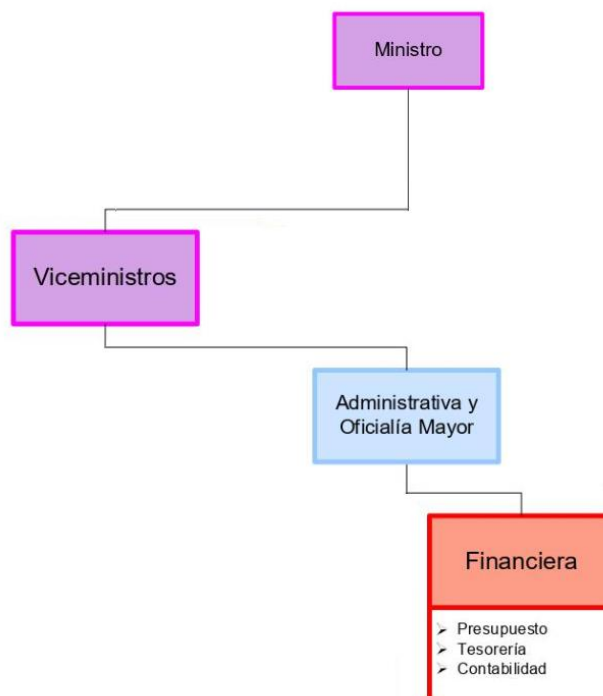 Ministro
Viceministros
Administrativa y
Oficialía Mayor
Financiera
➢ Presupuesto
➢ Tesorería
➢ Contabilidad